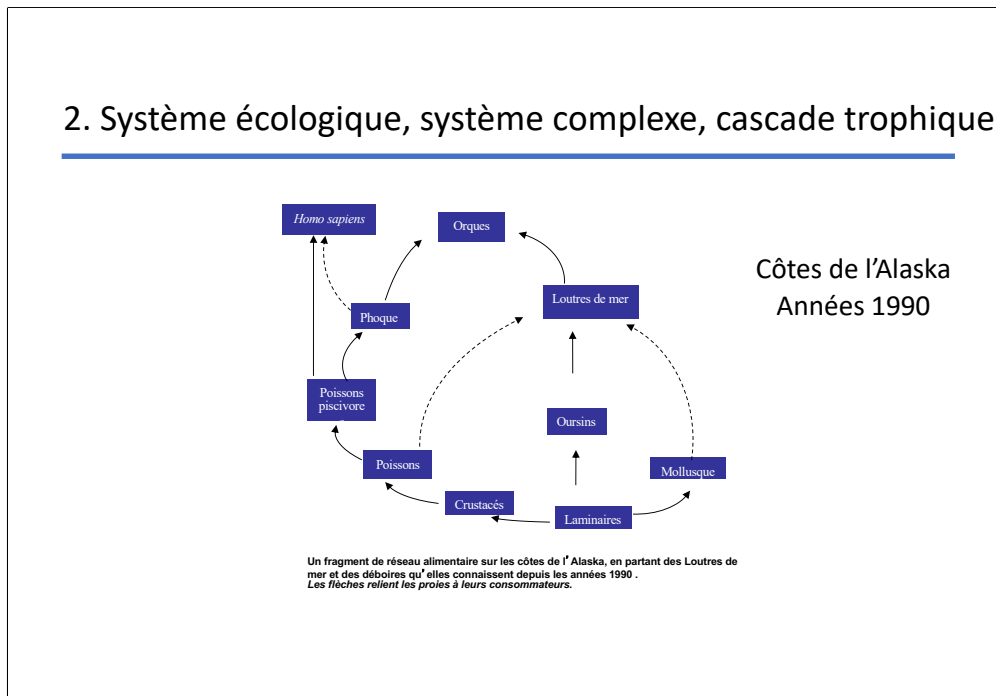 2. Système écologique, système complexe, cascade trophique
Homo sapiens
Orques
Côtes de l'Alaska
Années 1990
Loutres de mer
Phoque
Poissons
piscivore
Oursins
Poissons
Mollusque
Crustacés
Laminaires
Un fragment de réseau alimentaire sur les côtes de l'Alaska, en partant des Loutres de
mer et des déboires qu'elles connaissent depuis les années 1990 .
Les flèches relient les proies à leurs consommateurs.